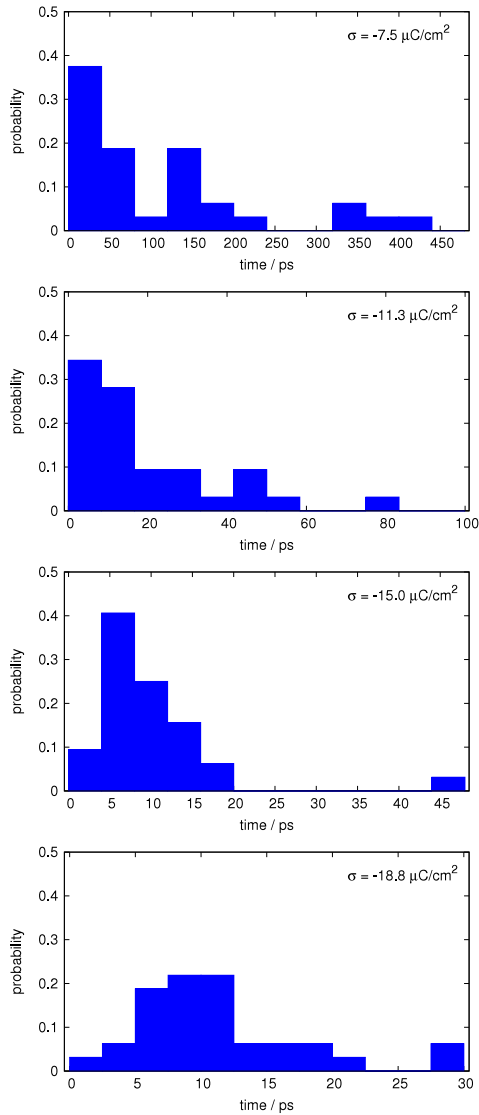 0.5
σ = -7.5 μC/cm²
0.4
0.3
0.2
0.1
0
probability
0 50 100 150 200 250 300 350 400 450
time / ps
0.5
σ = -11.3 μC/cm²
0.4
0.3
0.2
0.1
0
probability
0 20 40 60 80 100
time / ps
0.5
σ = -15.0 μC/cm²
0.4
0.3
0.2
0.1
0
probability
0 5 10 15 20 25 30 35 40 45
time / ps
0.5
σ = -18.8 μC/cm²
0.4
0.3
0.2
0.1
0
probability
0 5 10 15 20 25 30
time / ps